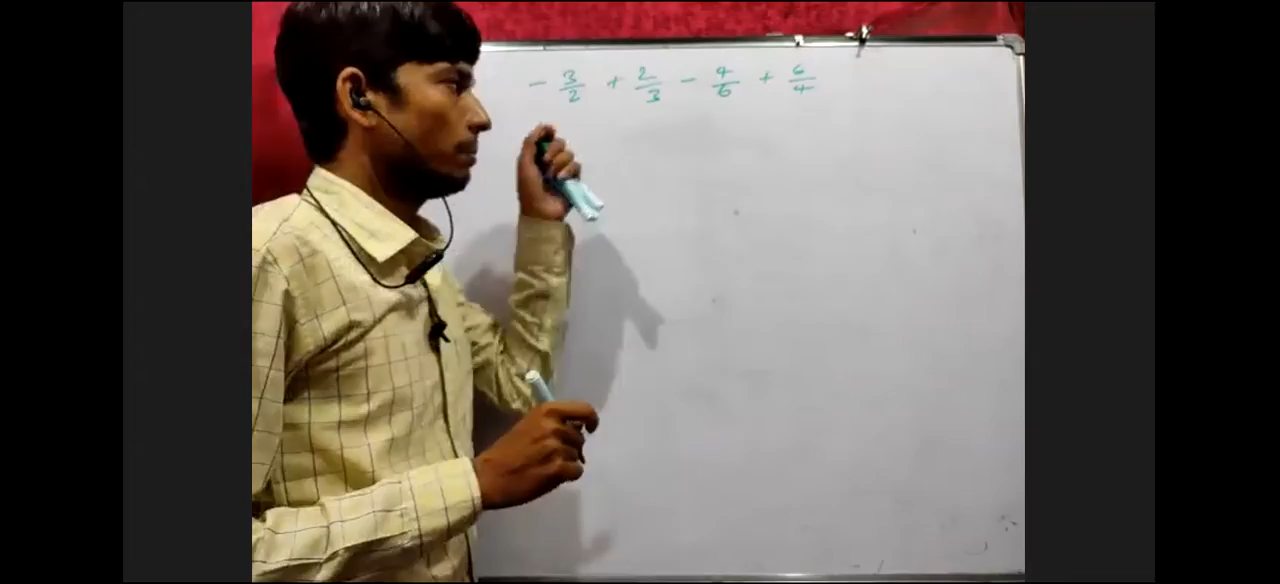 - 3/2 + 2/3 - 4/6 + 6/4